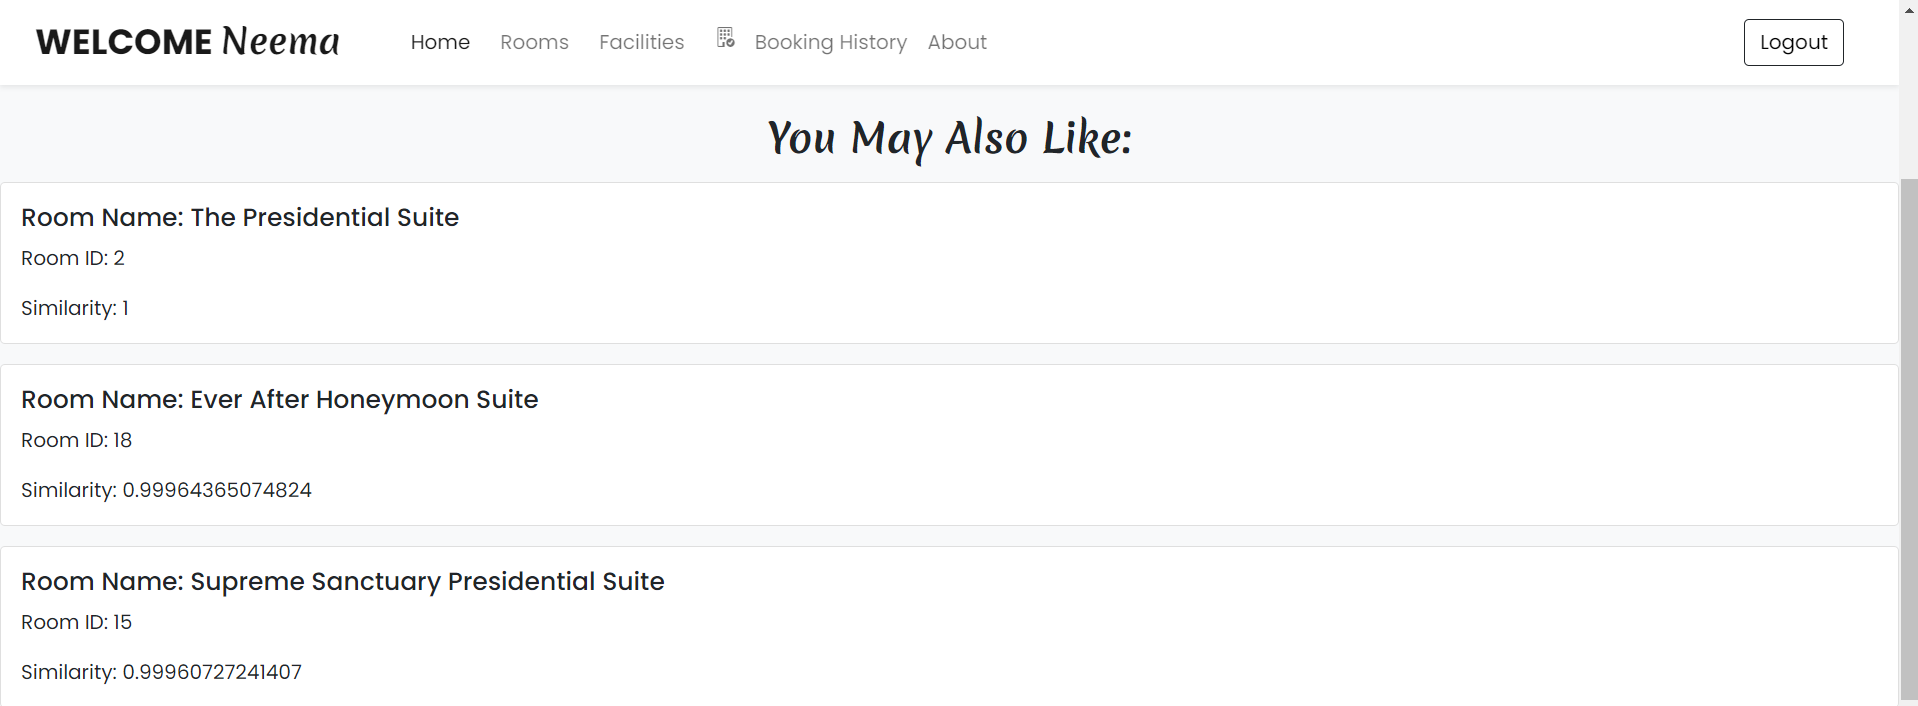 WELCOME Neema Home Rooms Facilities Booking History About Logout
You May Also Like:
Room Name: The Presidential Suite
Room ID: 2
Similarity: 1
Room Name: Ever After Honeymoon Suite
Room ID: 18
Similarity: 0.99964365074824
Room Name: Supreme Sanctuary Presidential Suite
Room ID: 15
Similarity: 0.99960727241407